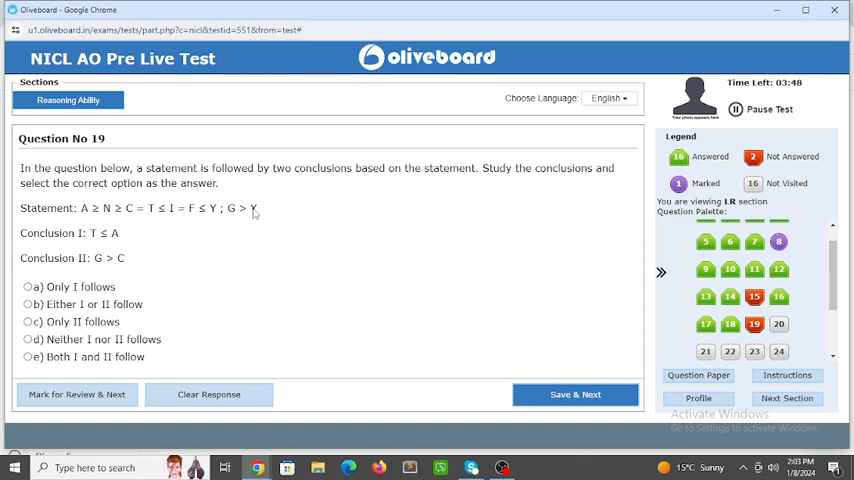 Oliveboard - Google Chrome
u1.oliveboard.in/exams/tests/part.php?c=nicl&testid=551&from=test#
NICL AO Pre Live Test
oliveboard
Sections
Reasoning Ability
Choose Language: English
Your photo appears here
Time Left: 03:48
Pause Test
Question No 19
In the question below, a statement is followed by two conclusions based on the statement. Study the conclusions and
select the correct option as the answer.
Statement: A ≥ N ≥ C = T ≤ I = F ≤ Y ; G > Y
Conclusion I: T ≤ A
Conclusion II: G > C
a) Only I follows
b) Either I or II follow
c) Only II follows
d) Neither I nor II follows
e) Both I and II follow
Mark for Review & Next
Clear Response
Save & Next
Legend
16 Answered
2 Not Answered
1 Marked
16 Not Visited
You are viewing LR section
Question Palette:
5 6 7 8
9 10 11 12
13 14 15 16
17 18 19 20
21 22 23 24
Question Paper
Instructions
Profile
Next Section
Activate Windows
Go to Settings to activate Windows.
Type here to search
15°C Sunny
2:03 PM
1/8/2024